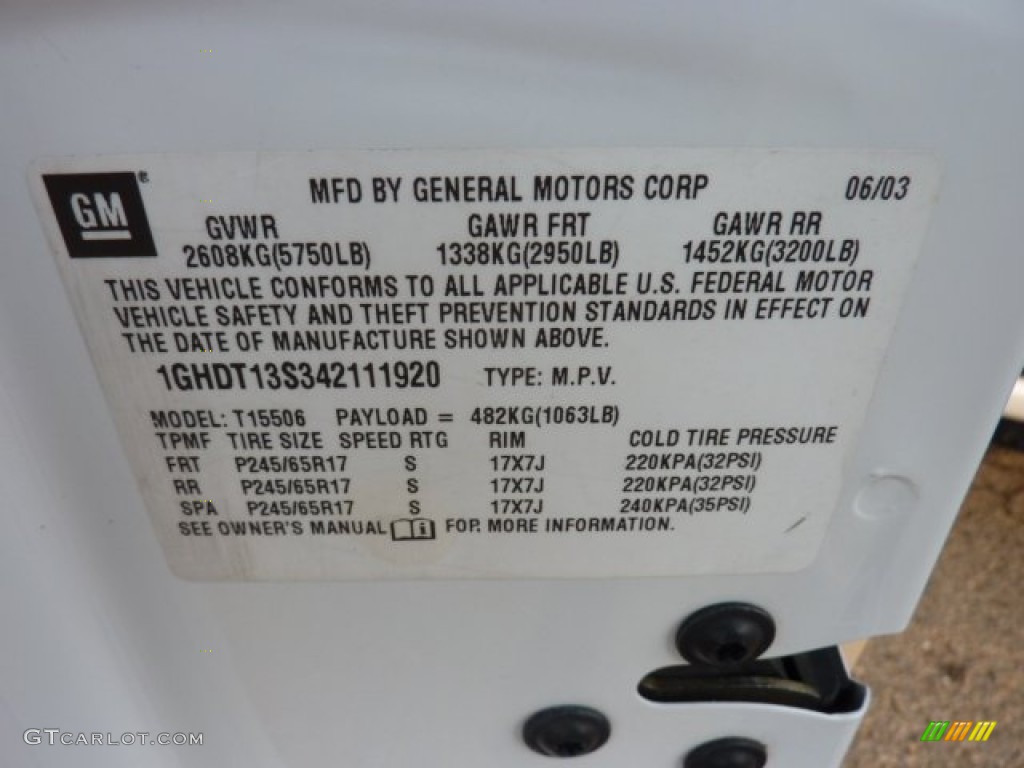 GM®
MFD BY GENERAL MOTORS CORP 06/03
GVWR GAWR FRT GAWR RR
2608KG(5750LB) 1338KG(2950LB) 1452KG(3200LB)
THIS VEHICLE CONFORMS TO ALL APPLICABLE U.S. FEDERAL MOTOR
VEHICLE SAFETY AND THEFT PREVENTION STANDARDS IN EFFECT ON
THE DATE OF MANUFACTURE SHOWN ABOVE.
1GHDT13S342111920 TYPE: M.P.V.
MODEL: T15506 PAYLOAD = 482KG(1063LB)
TPMF TIRE SIZE SPEED RTG RIM COLD TIRE PRESSURE
FRT P245/65R17 S 17X7J 220KPA(32PSI)
RR P245/65R17 S 17X7J 220KPA(32PSI)
SPA P245/65R17 S 17X7J 240KPA(35PSI)
SEE OWNER'S MANUAL i FOR MORE INFORMATION.
GTCARLOT.COM